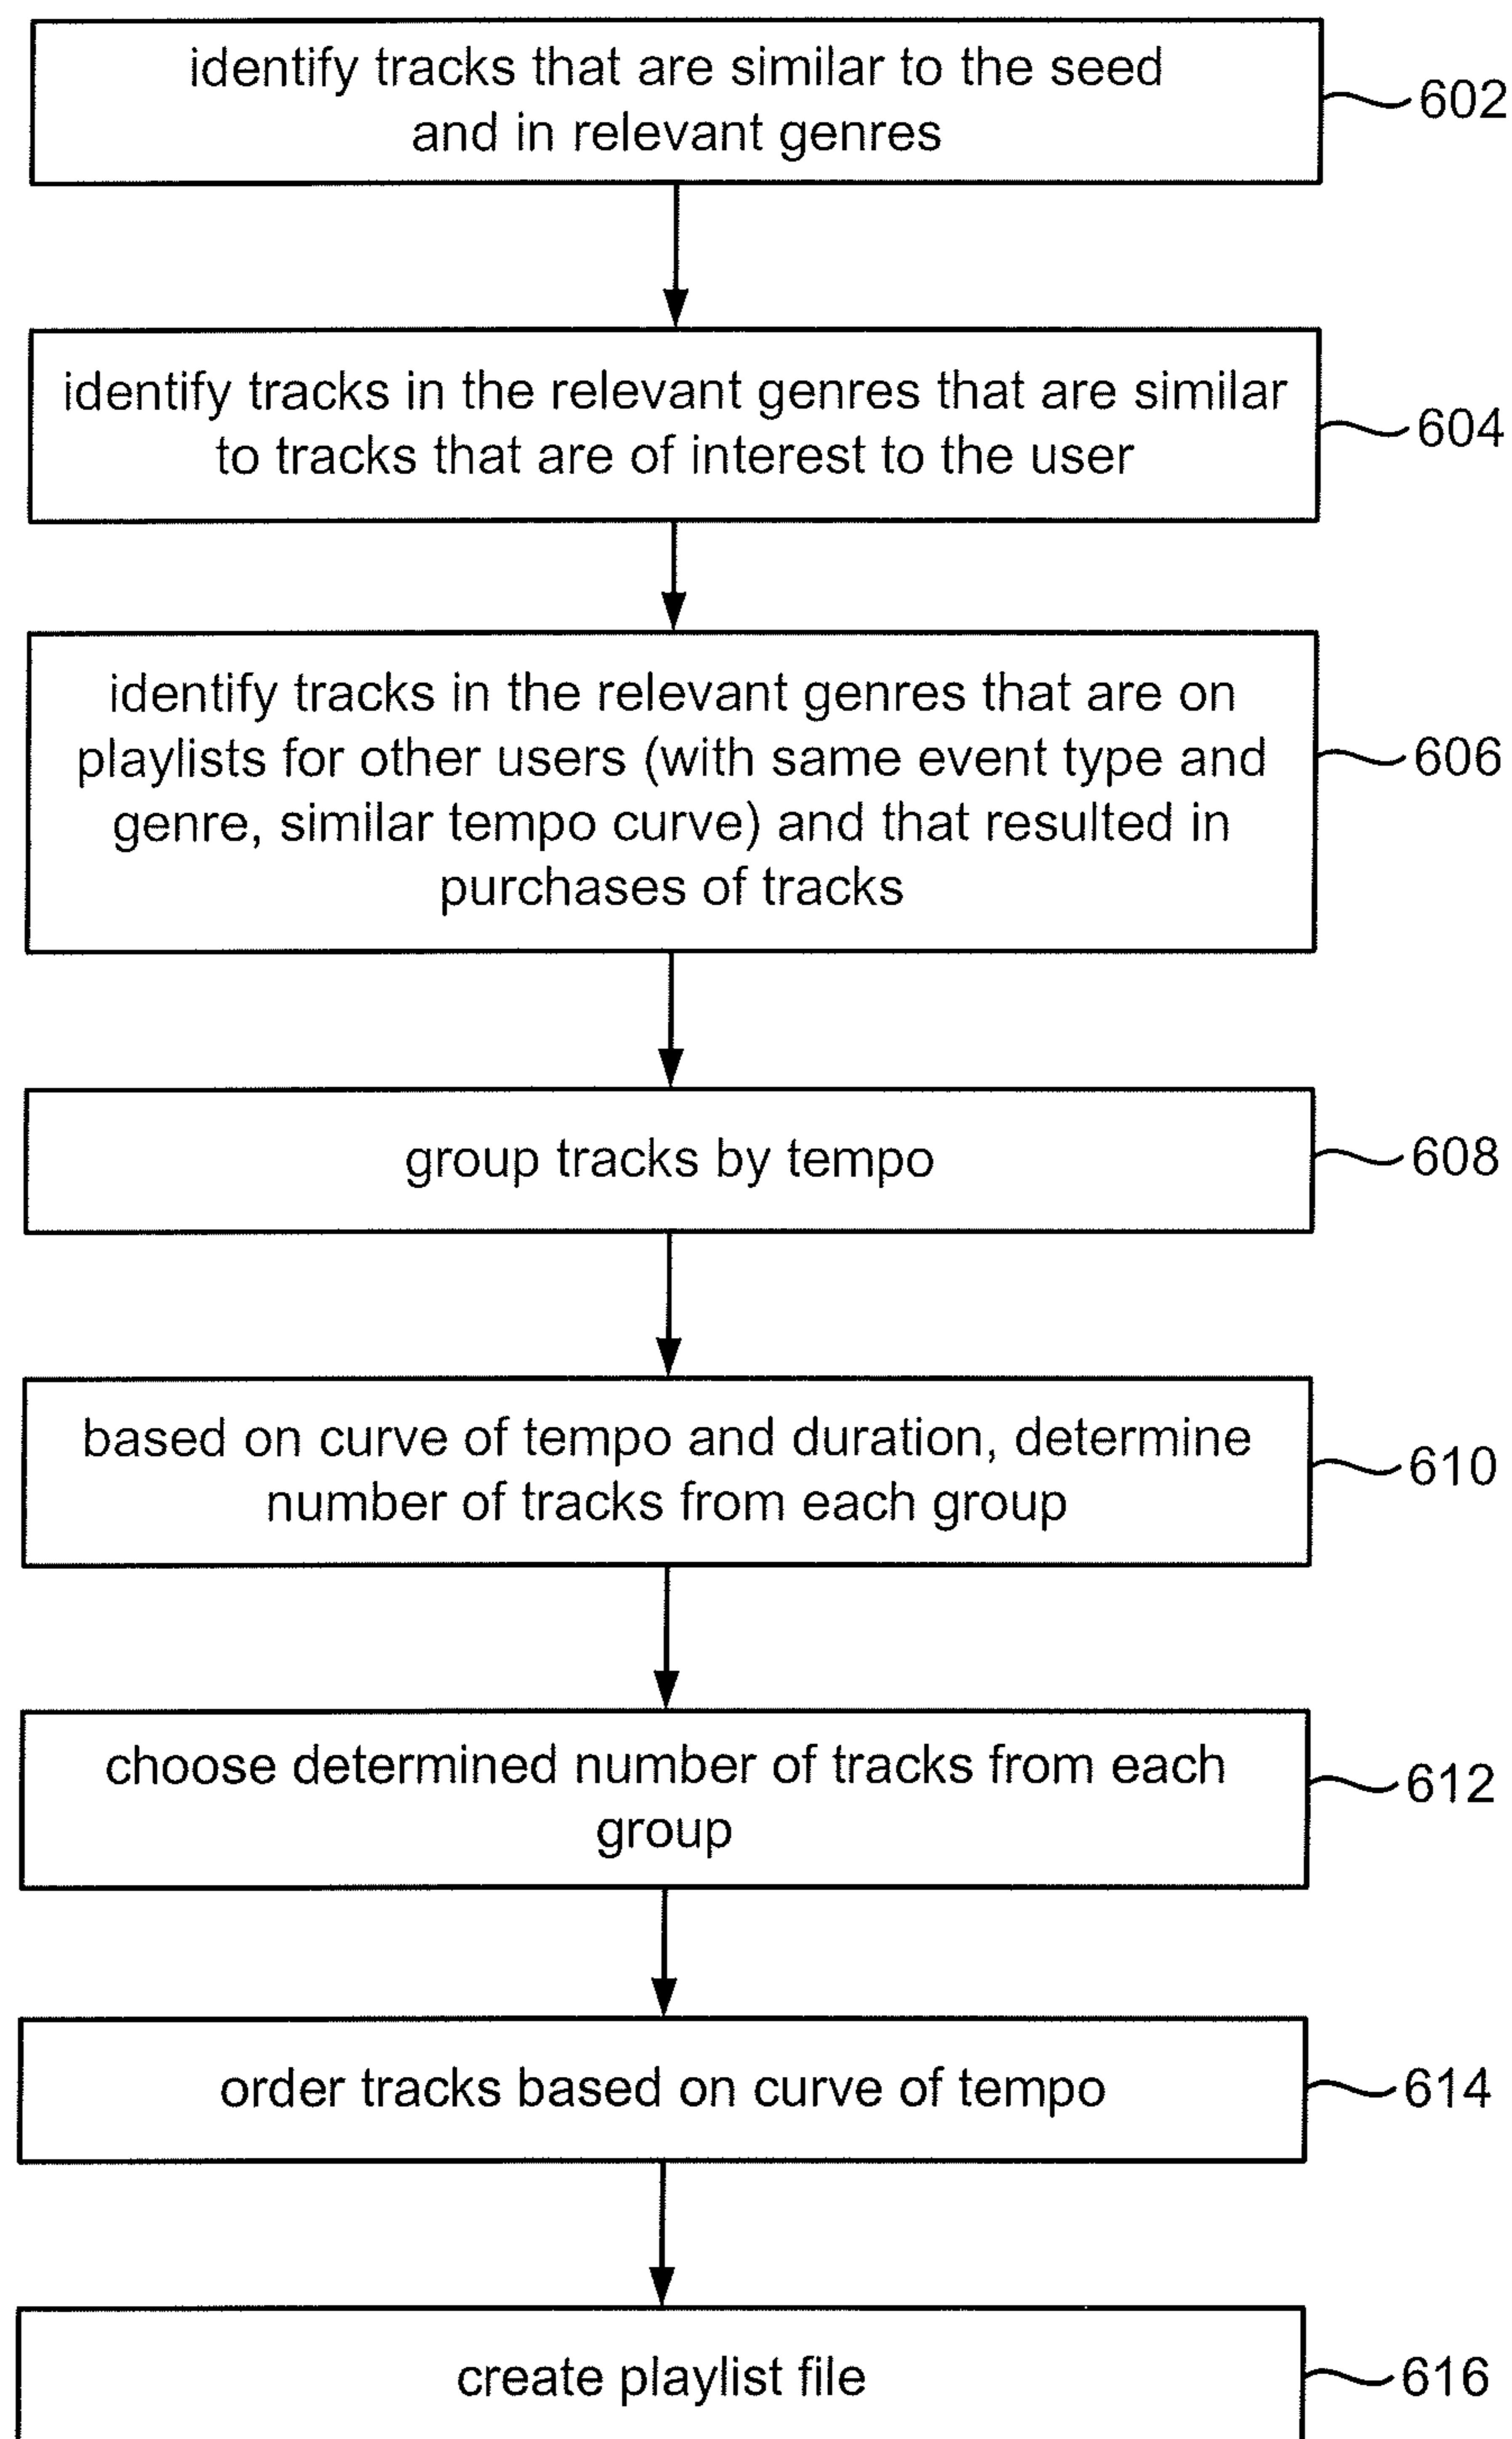 identify tracks that are similar to the seed
and in relevant genres
602
identify tracks in the relevant genres that are similar
to tracks that are of interest to the user
604
identify tracks in the relevant genres that are on
playlists for other users (with same event type and
genre, similar tempo curve) and that resulted in
purchases of tracks
606
group tracks by tempo
608
based on curve of tempo and duration, determine
number of tracks from each group
610
choose determined number of tracks from each
group
612
order tracks based on curve of tempo
614
create playlist file
616